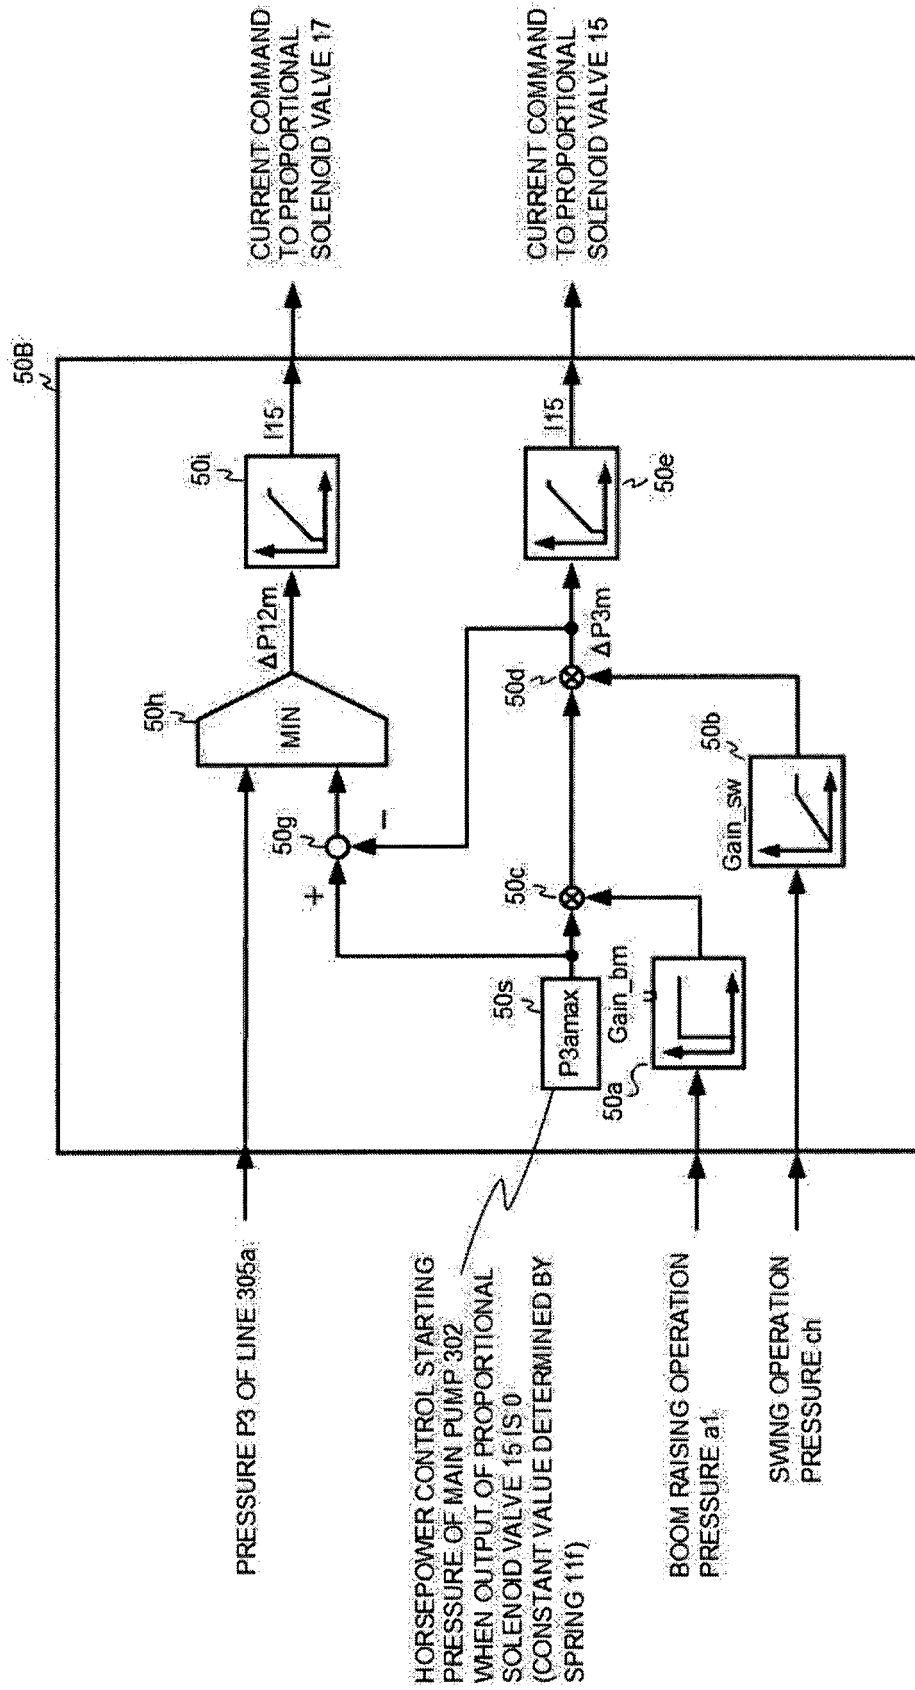 50B
PRESSURE P3 OF LINE 305a
50h
MIN
ΔP12m
50i
I15
CURRENT COMMAND
TO PROPORTIONAL
SOLENOID VALVE 17
+
50g
−
HORSEPOWER CONTROL STARTING
PRESSURE OF MAIN PUMP 302
WHEN OUTPUT OF PROPORTIONAL
SOLENOID VALVE 15 IS 0
(CONSTANT VALUE DETERMINED BY
SPRING 11f)
50s
P3amax
50c
50d
ΔP3m
50e
I15
CURRENT COMMAND
TO PROPORTIONAL
SOLENOID VALVE 15
BOOM RAISING OPERATION
PRESSURE a1
50a
Gain_bm
SWING OPERATION
PRESSURE ch
Gain_sw
50b